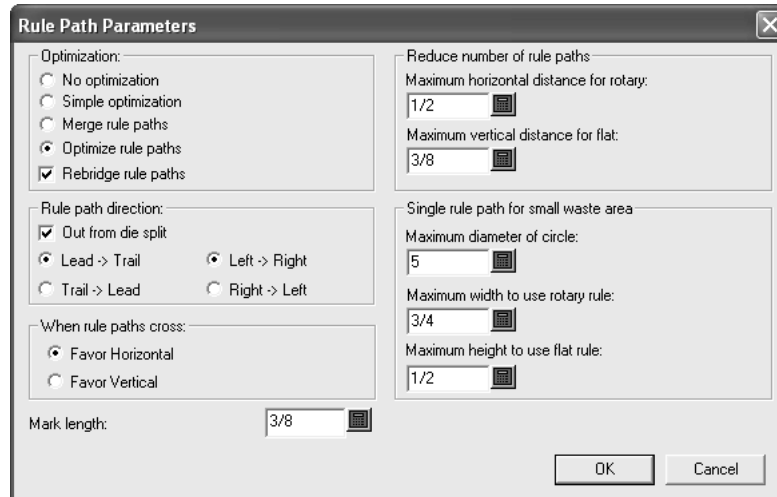 Rule Path Parameters
Optimization:
No optimization
Simple optimization
Merge rule paths
Optimize rule paths
Rebridge rule paths
Rule path direction:
Out from die split
Lead -> Trail Left -> Right
Trail -> Lead Right -> Left
When rule paths cross:
Favor Horizontal
Favor Vertical
Mark length: 3/8
Reduce number of rule paths
Maximum horizontal distance for rotary:
1/2
Maximum vertical distance for flat:
3/8
Single rule path for small waste area
Maximum diameter of circle:
5
Maximum width to use rotary rule:
3/4
Maximum height to use flat rule:
1/2
OK Cancel